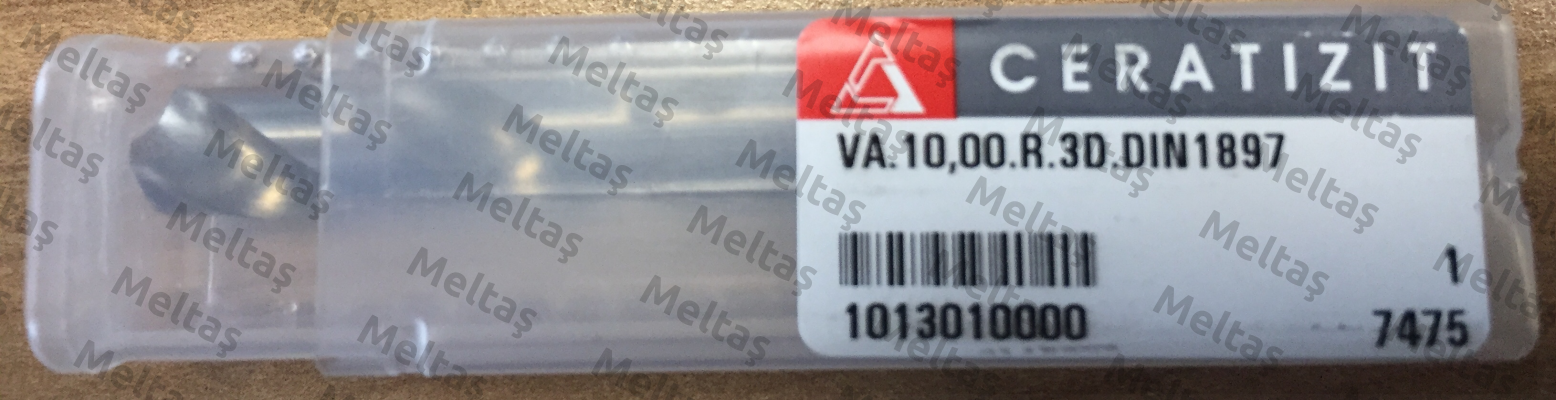 CERATIZIT
VA.10,00.R.3D.DIN1897
1
1013010000
7475
Meltaş